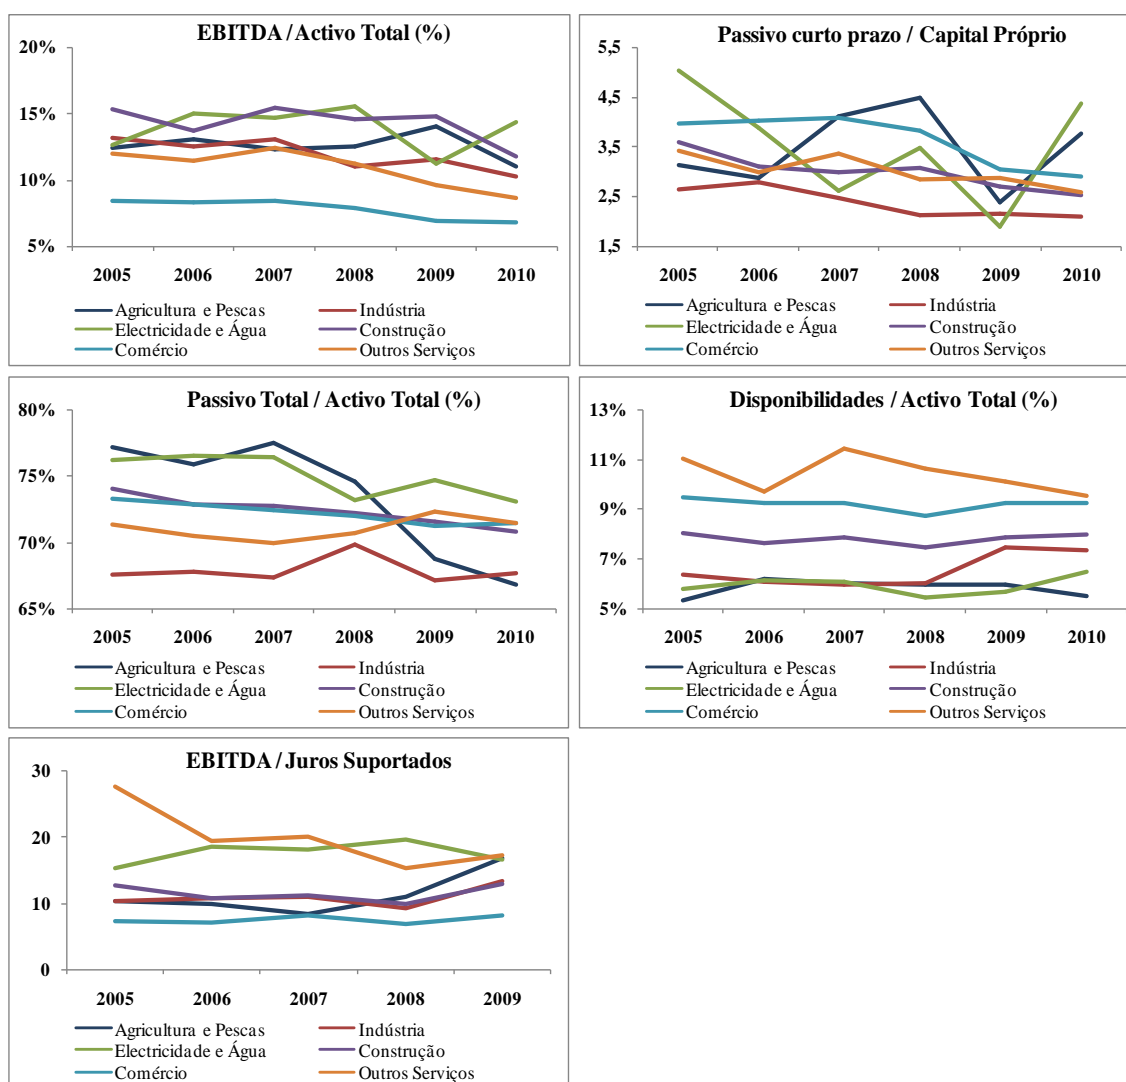 EBITDA / Activo Total (%)
20%
15%
10%
5%
2005 2006 2007 2008 2009 2010
Agricultura e Pescas Indústria
Electricidade e Água Construção
Comércio Outros Serviços
Passivo curto prazo / Capital Próprio
5,5
4,5
3,5
2,5
1,5
2005 2006 2007 2008 2009 2010
Agricultura e Pescas Indústria
Electricidade e Água Construção
Comércio Outros Serviços
Passivo Total / Activo Total (%)
80%
75%
70%
65%
2005 2006 2007 2008 2009 2010
Agricultura e Pescas Indústria
Electricidade e Água Construção
Comércio Outros Serviços
Disponibilidades / Activo Total (%)
13%
11%
9%
7%
5%
2005 2006 2007 2008 2009 2010
Agricultura e Pescas Indústria
Electricidade e Água Construção
Comércio Outros Serviços
EBITDA / Juros Suportados
30
20
10
0
2005 2006 2007 2008 2009
Agricultura e Pescas Indústria
Electricidade e Água Construção
Comércio Outros Serviços